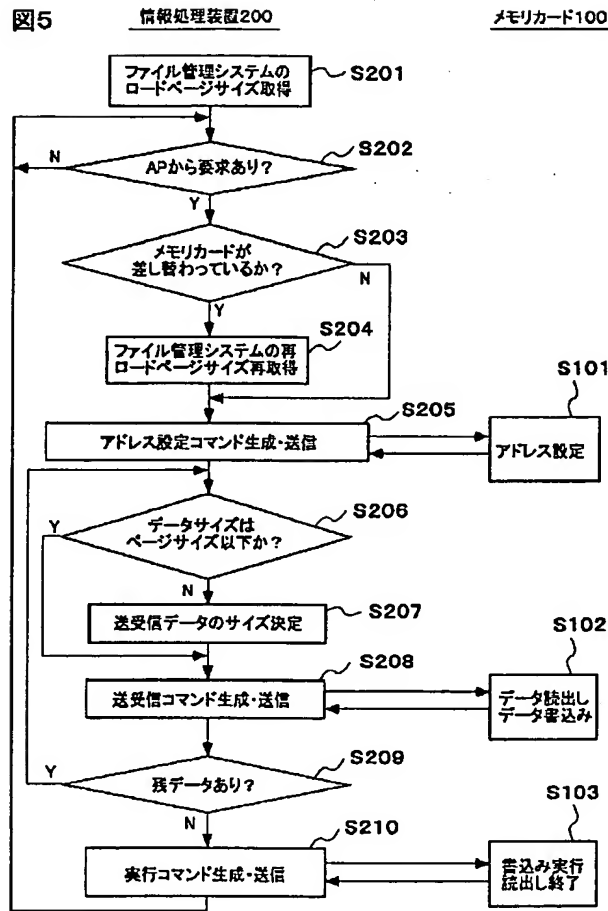 図5
情報処理装置200
メモリカード100
ファイル管理システムの
ロードページサイズ取得
S201
N
APから要求あり?
S202
Y
メモリカードが
差し替わっているか?
S203
N
Y
ファイル管理システムの再
ロードページサイズ再取得
S204
アドレス設定コマンド生成・送信
S205
S101
アドレス設定
データサイズは
ページサイズ以下か?
S206
Y
N
送受信データのサイズ決定
S207
送受信コマンド生成・送信
S208
S102
データ読出し
データ書込み
残データあり?
S209
Y
N
実行コマンド生成・送信
S210
S103
書込み実行
読出し終了